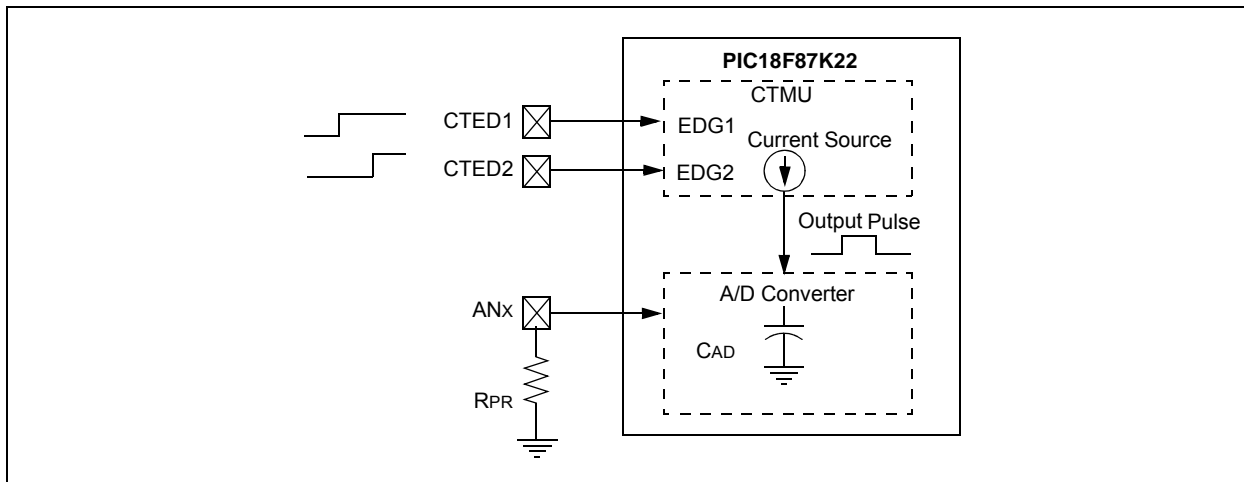 PIC18F87K22
CTMU
CTED1
EDG1
Current Source
CTED2
EDG2
Output Pulse
A/D Converter
ANX
CAD
RPR